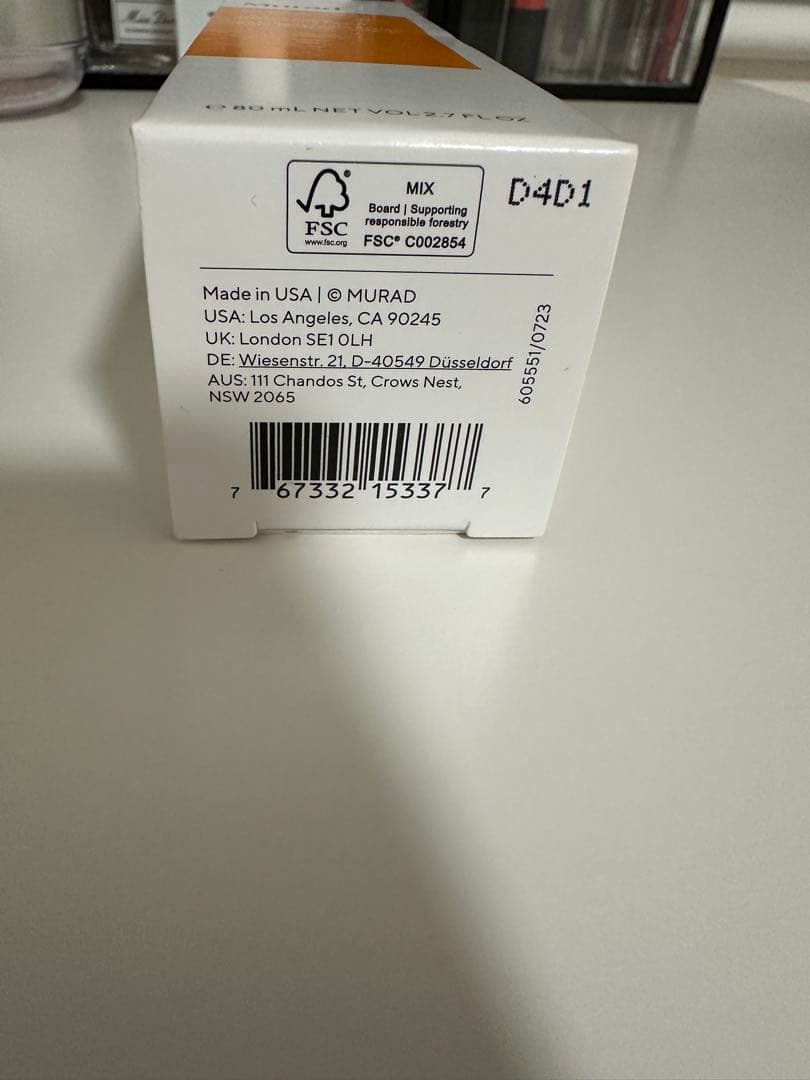 Murad
℮ 80 mL NET VOL 2.7 FL OZ
FSC®
www.fsc.org
MIX
Board | Supporting
responsible forestry
FSC® C002854
D4D1
Made in USA | © MURAD
USA: Los Angeles, CA 90245
UK: London SE1 0LH
DE: Wiesenstr. 21, D-40549 Düsseldorf
AUS: 111 Chandos St, Crows Nest,
NSW 2065
605551/0723
7 67332 15337 7